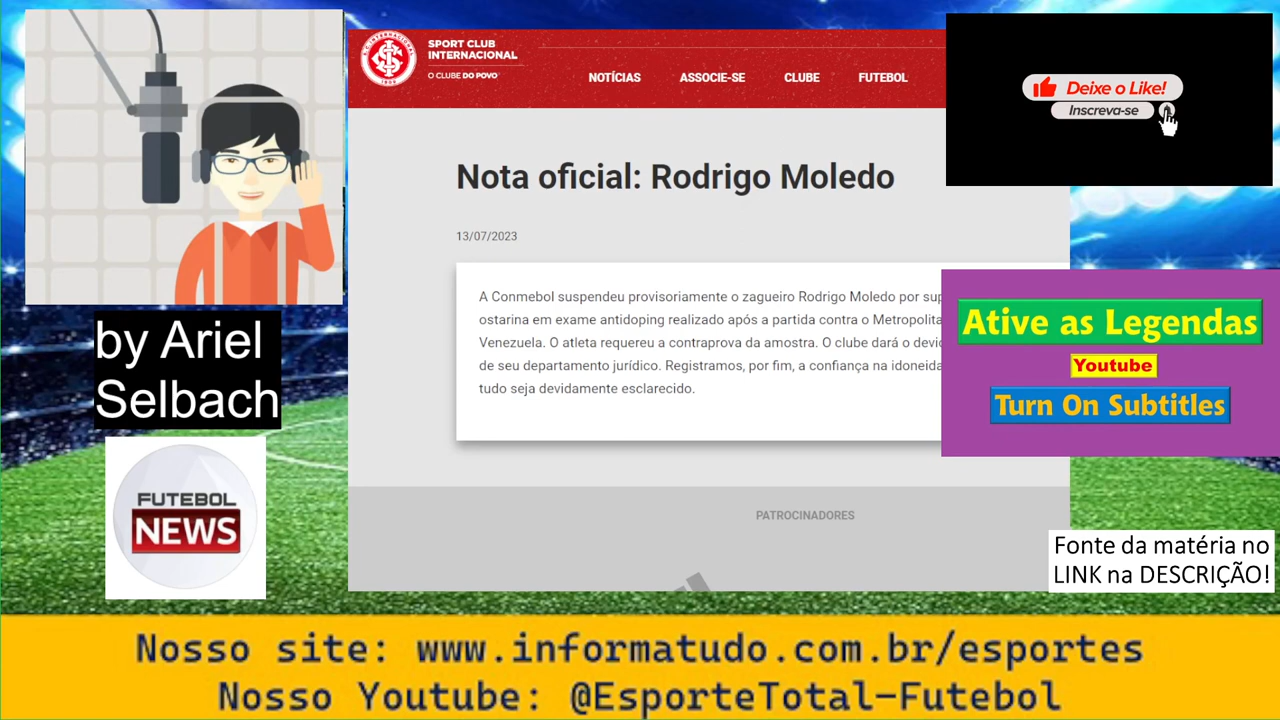 SPORT CLUB
INTERNACIONAL
O CLUBE DO POVO
NOTÍCIAS ASSOCIE-SE CLUBE FUTEBOL
Deixe o Like!
Inscreva-se
Nota oficial: Rodrigo Moledo
13/07/2023
A Conmebol suspendeu provisoriamente o zagueiro Rodrigo Moledo por
ostarina em exame antidoping realizado após a partida contra o
Venezuela. O atleta requereu a contraprova da amostra. O clube dará o
de seu departamento jurídico. Registramos, por fim, a confiança na
tudo seja devidamente esclarecido.
PATROCINADORES
by Ariel
Selbach
FUTEBOL
NEWS
Ative as Legendas
Youtube
Turn On Subtitles
Fonte da matéria no
LINK na DESCRIÇÃO!
Nosso site: www.informatudo.com.br/esportes
Nosso Youtube: @EsporteTotal-Futebol